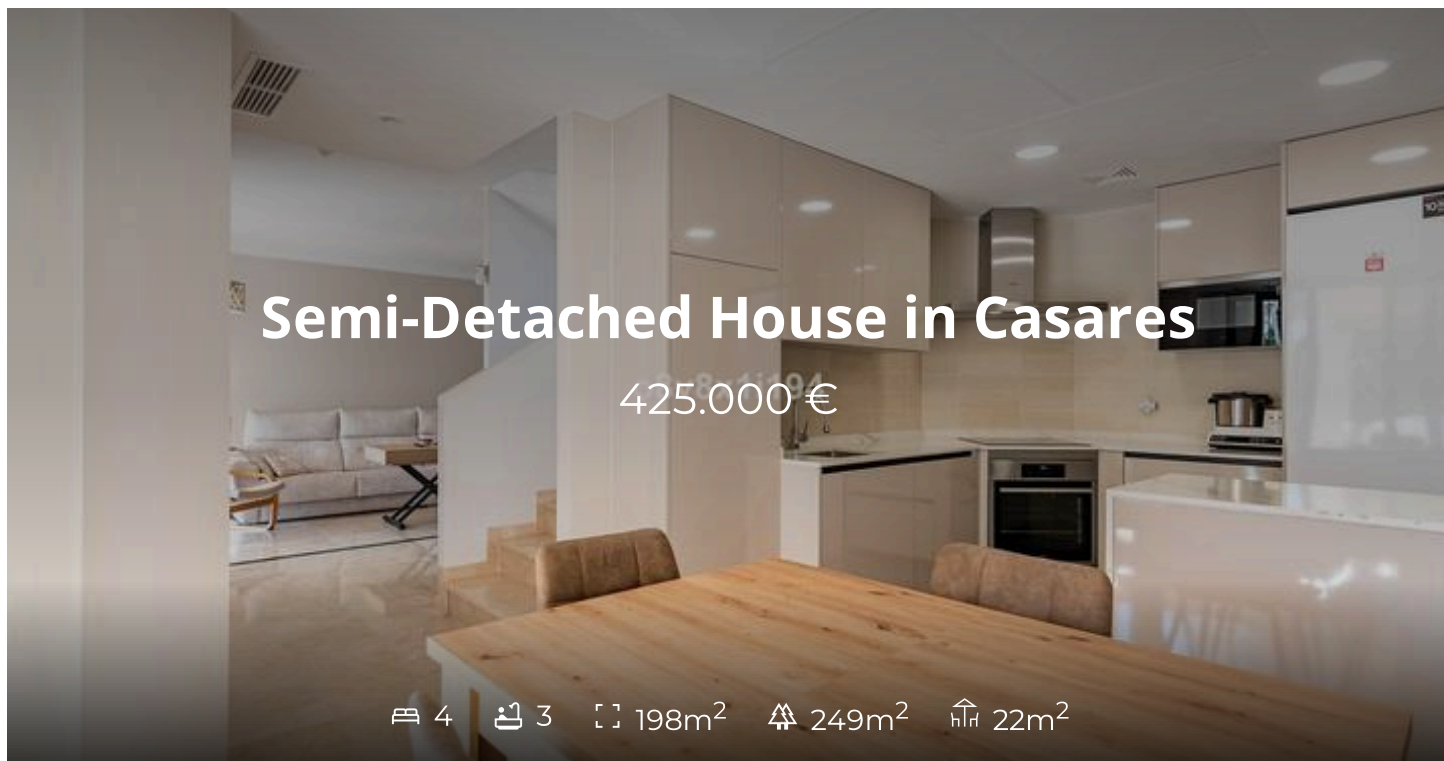 Semi-Detached House in Casares
425.000 €
4 3 198m² 249m² 22m²